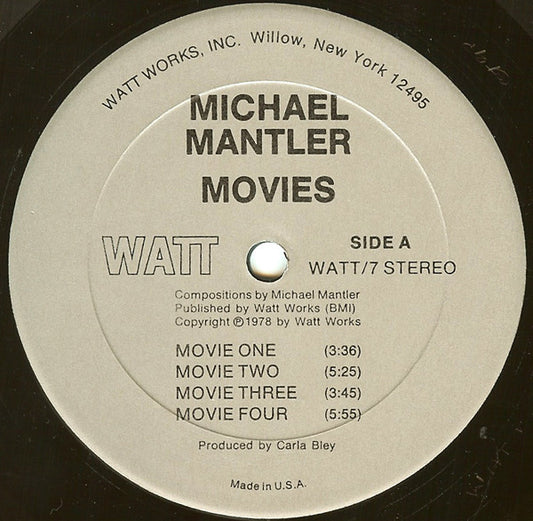 WATT WORKS, INC. Willow, New York 12495
MICHAEL
MANTLER
MOVIES
WATT
SIDE A
WATT/7 STEREO
Compositions by Michael Mantler
Published by Watt Works (BMI)
Copyright ℗1978 by Watt Works
MOVIE ONE (3:36)
MOVIE TWO (5:25)
MOVIE THREE (3:45)
MOVIE FOUR (5:55)
Produced by Carla Bley
Made in U.S.A.